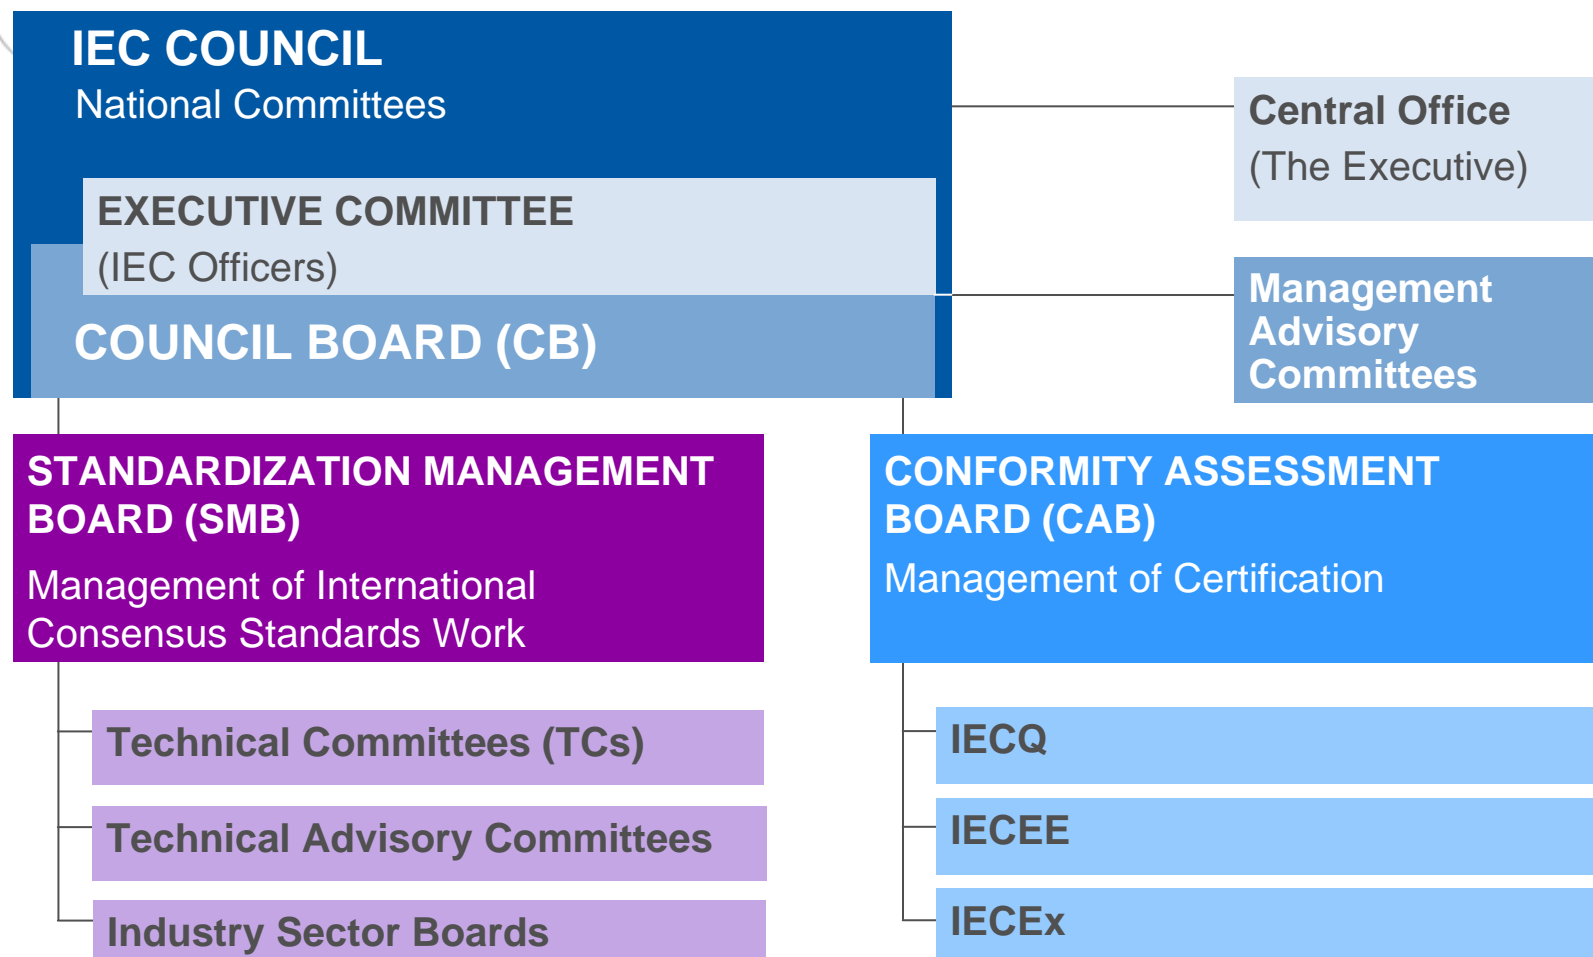 IEC COUNCIL
National Committees
Central Office
(The Executive)
EXECUTIVE COMMITTEE
(IEC Officers)
COUNCIL BOARD (CB)
Management
Advisory
Committees
STANDARDIZATION MANAGEMENT
BOARD (SMB)
Management of International
Consensus Standards Work
CONFORMITY ASSESSMENT
BOARD (CAB)
Management of Certification
Technical Committees (TCs)
Technical Advisory Committees
Industry Sector Boards
IECQ
IECEE
IECEx